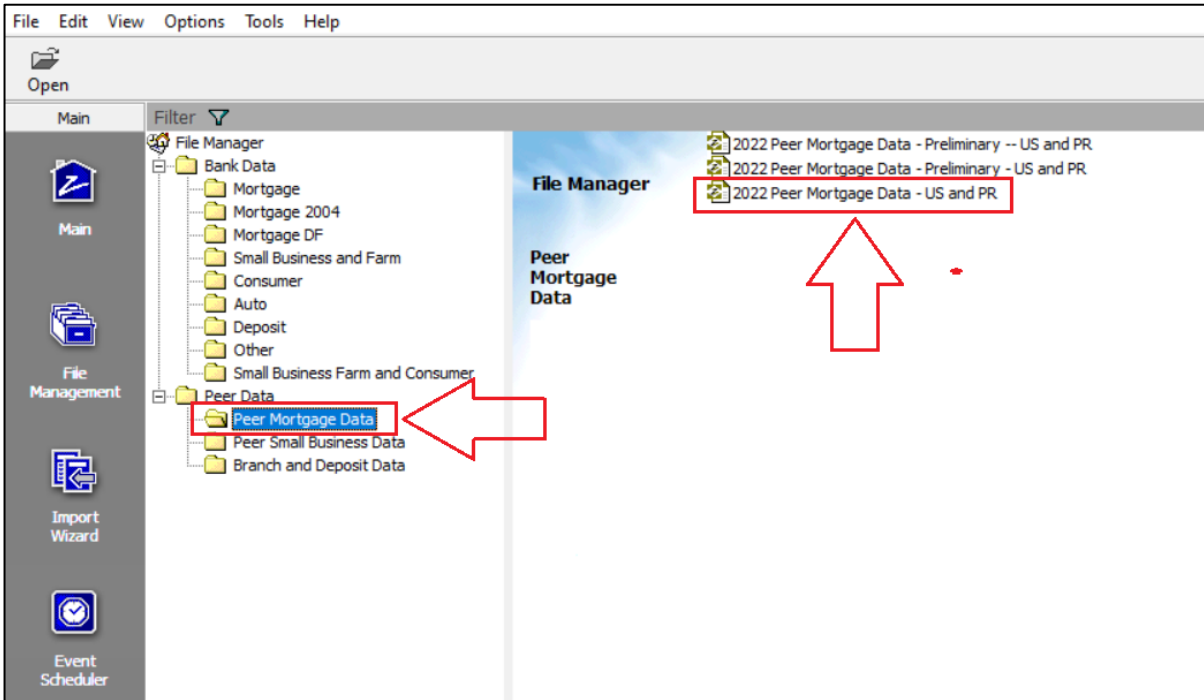 File Edit View Options Tools Help
Open
Main
Filter
Main
File
Management
Import
Wizard
Event
Scheduler
File Manager
Bank Data
Mortgage
Mortgage 2004
Mortgage DF
Small Business and Farm
Consumer
Auto
Deposit
Other
Small Business Farm and Consumer
Peer Data
Peer Mortgage Data
Peer Small Business Data
Branch and Deposit Data
File Manager
Peer
Mortgage
Data
2022 Peer Mortgage Data - Preliminary -- US and PR
2022 Peer Mortgage Data - Preliminary - US and PR
2022 Peer Mortgage Data - US and PR